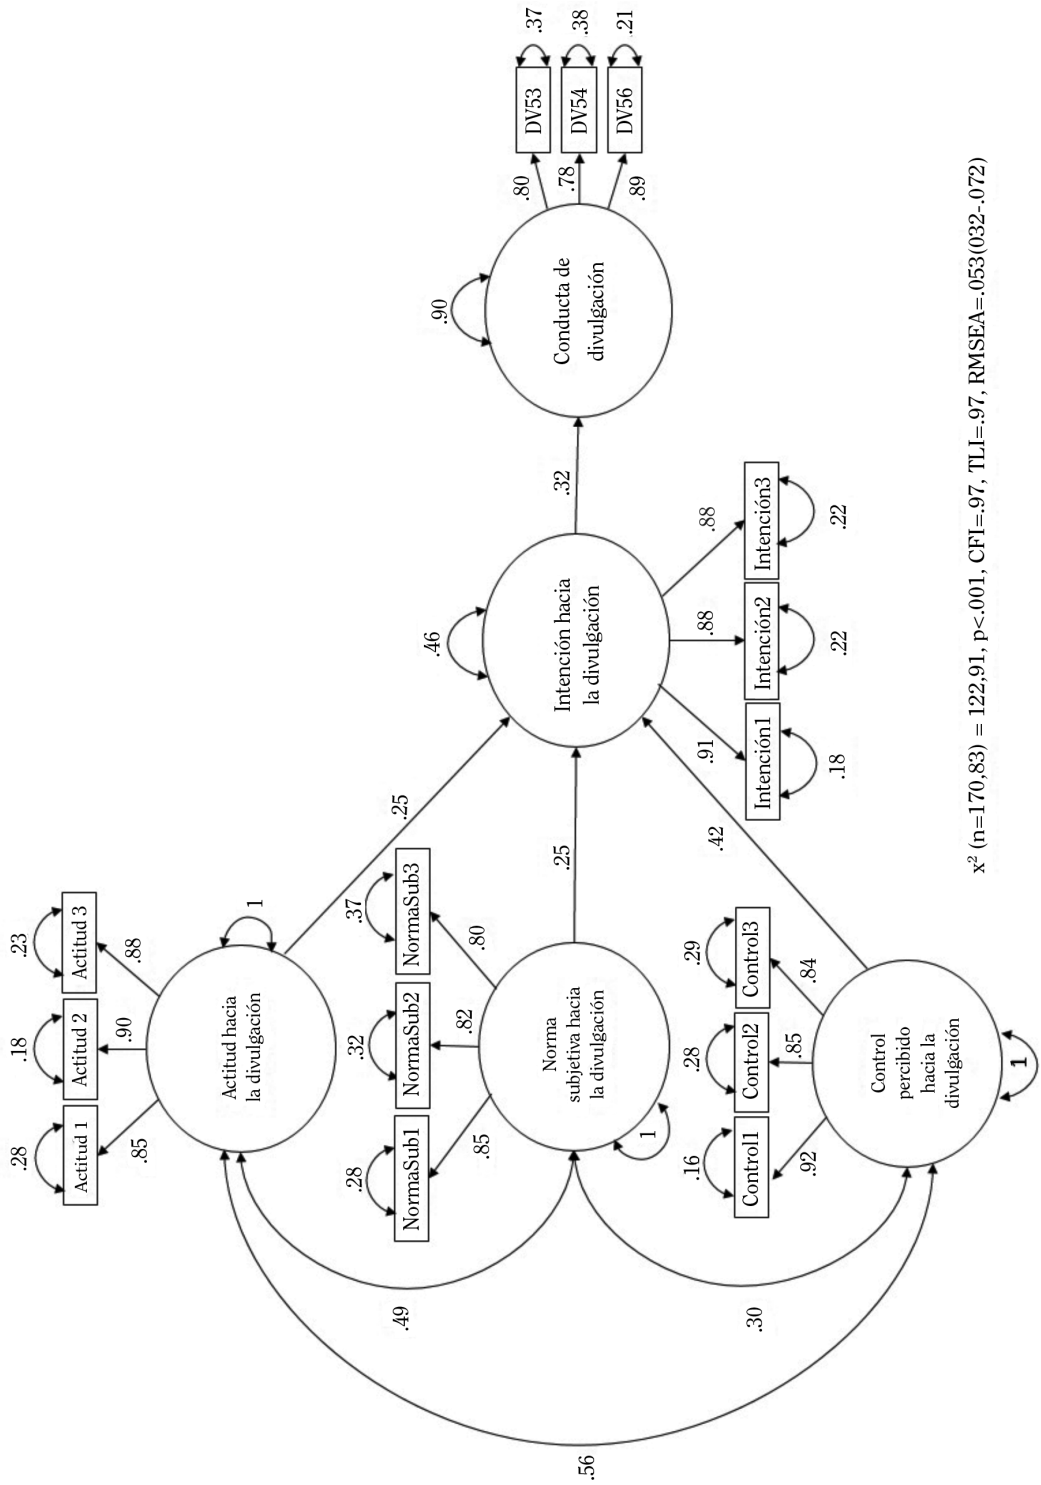 .28
.18
.23
Actitud 1
Actitud 2
Actitud 3
.85
.90
.88
Actitud hacia
la divulgación
1
.25
.28
.32
.37
NormaSub1
NormaSub2
NormaSub3
.85
.82
.80
Norma
subjetiva hacia
la divulgación
1
.25
.16
.28
.29
Control1
Control2
Control3
.92
.85
.84
Control
percibido
hacia la
divulgación
1
.42
.49
.30
.56
.46
Intención hacia
la divulgación
.91
.88
.88
Intención1
Intención2
Intención3
.18
.22
.22
.32
.90
Conducta de
divulgación
.80
.78
.89
DV53
DV54
DV56
.37
.38
.21
x² (n=170,83) = 122,91, p<.001, CFI=.97, TLI=.97, RMSEA=.053(032-.072)